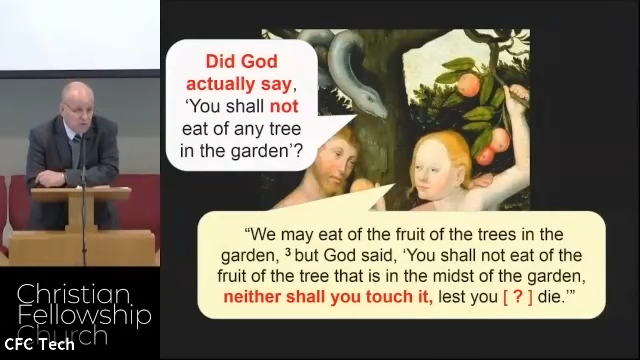 Did God
actually say,
‘You shall not
eat of any tree
in the garden’?
“We may eat of the fruit of the trees in the
garden, ³ but God said, ‘You shall not eat of the
fruit of the tree that is in the midst of the garden,
neither shall you touch it, lest you [ ? ] die.’”
Christian
Fellowship
Church
CFC Tech